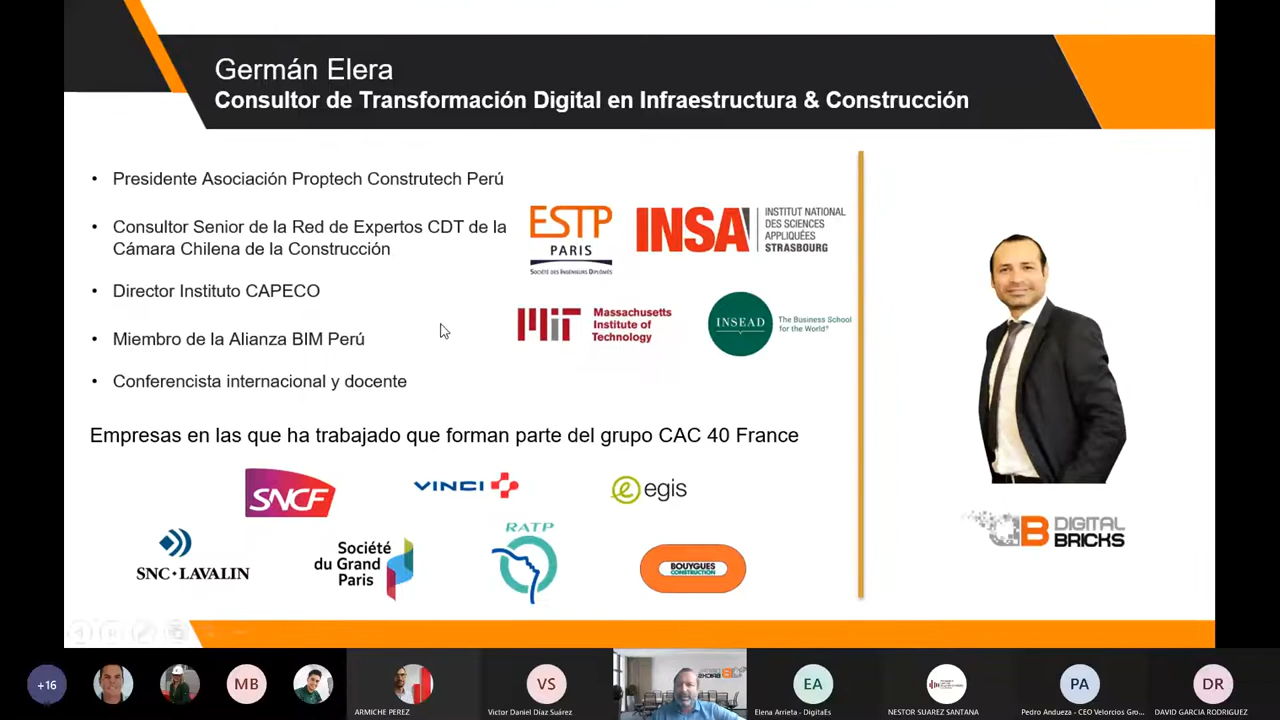 Germán Elera
Consultor de Transformación Digital en Infraestructura & Construcción
• Presidente Asociación Proptech Construtech Perú
• Consultor Senior de la Red de Expertos CDT de la
Cámara Chilena de la Construcción
• Director Instituto CAPECO
• Miembro de la Alianza BIM Perú
• Conferencista internacional y docente
ESTP
PARIS
SOCIÉTÉ DES INGÉNIEURS DIPLÔMÉS
INSA
INSTITUT NATIONAL
DES SCIENCES
APPLIQUÉES
STRASBOURG
MIT
Massachusetts
Institute of
Technology
INSEAD
The Business School
for the World®
Empresas en las que ha trabajado que forman parte del grupo CAC 40 France
SNCF
VINCI
egis
SNC • LAVALIN
Société
du Grand
Paris
RATP
BOUYGUES
CONSTRUCTION
B DIGITAL
BRICKS
+16
MB
ARMICHE PEREZ
VS
Victor Daniel Díaz Suárez
EA
Elena Arrieta - DigitalEs
NESTOR SUAREZ SANTANA
PA
Pedro Andueza - CEO Velorcios Gro...
DR
DAVID GARCIA RODRIGUEZ